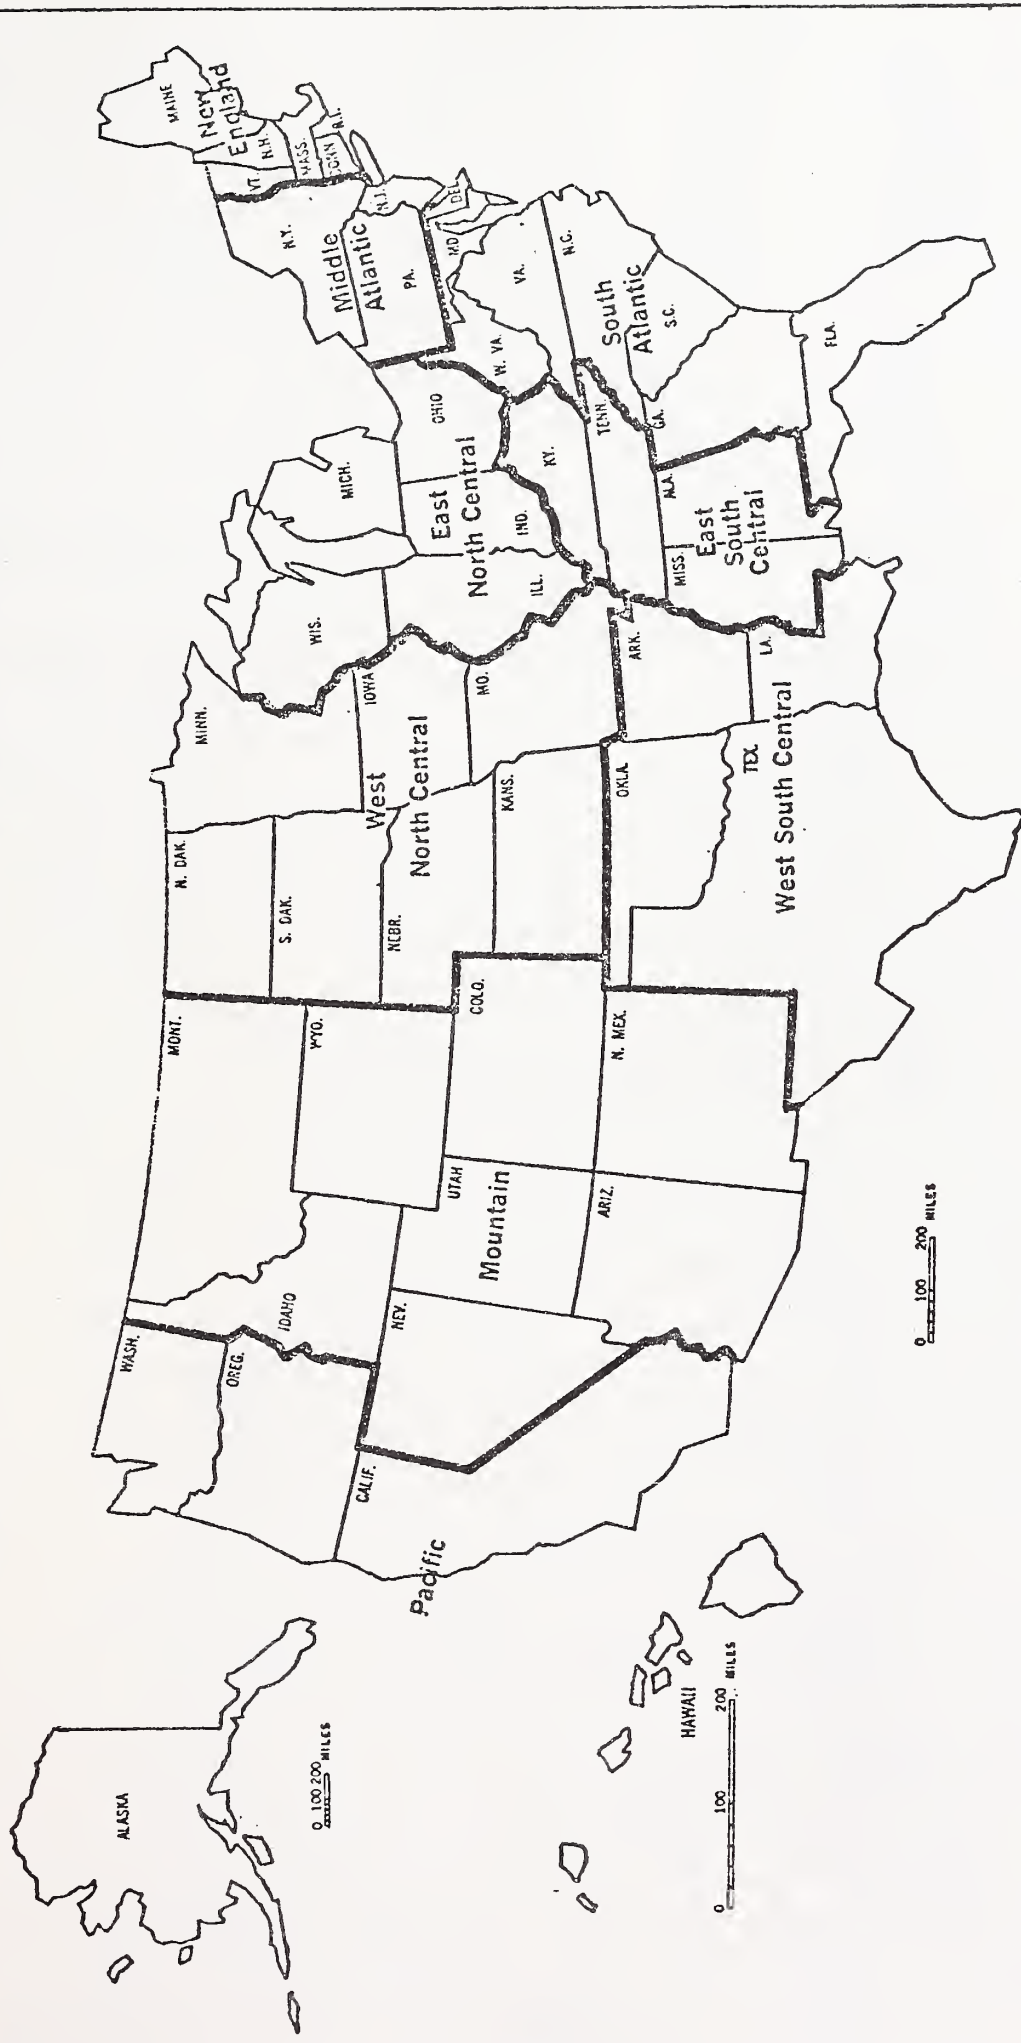 ALASKA
0 100 200 MILES
HAWAII
0 100 200 MILES
0 100 200 MILES
Pacific
WASH.
OREG.
CALIF.
Mountain
MONT.
IDAHO
WYO.
NEV.
UTAH
COLO.
ARIZ.
N. MEX.
West
North Central
N. DAK.
S. DAK.
NEBR.
KANS.
MINN.
IOWA
MO.
West South Central
OKLA.
TEX.
ARK.
LA.
East
North Central
WIS.
MICH.
ILL.
IND.
OHIO
East
South
Central
KY.
TENN.
MISS.
ALA.
South
Atlantic
W. VA.
VA.
MD
DEL
N.C.
S.C.
GA.
FLA.
Middle
Atlantic
N.Y.
PA.
N.J.
New
England
MAINE
VT.
N.H.
MASS.
CONN
R.I.